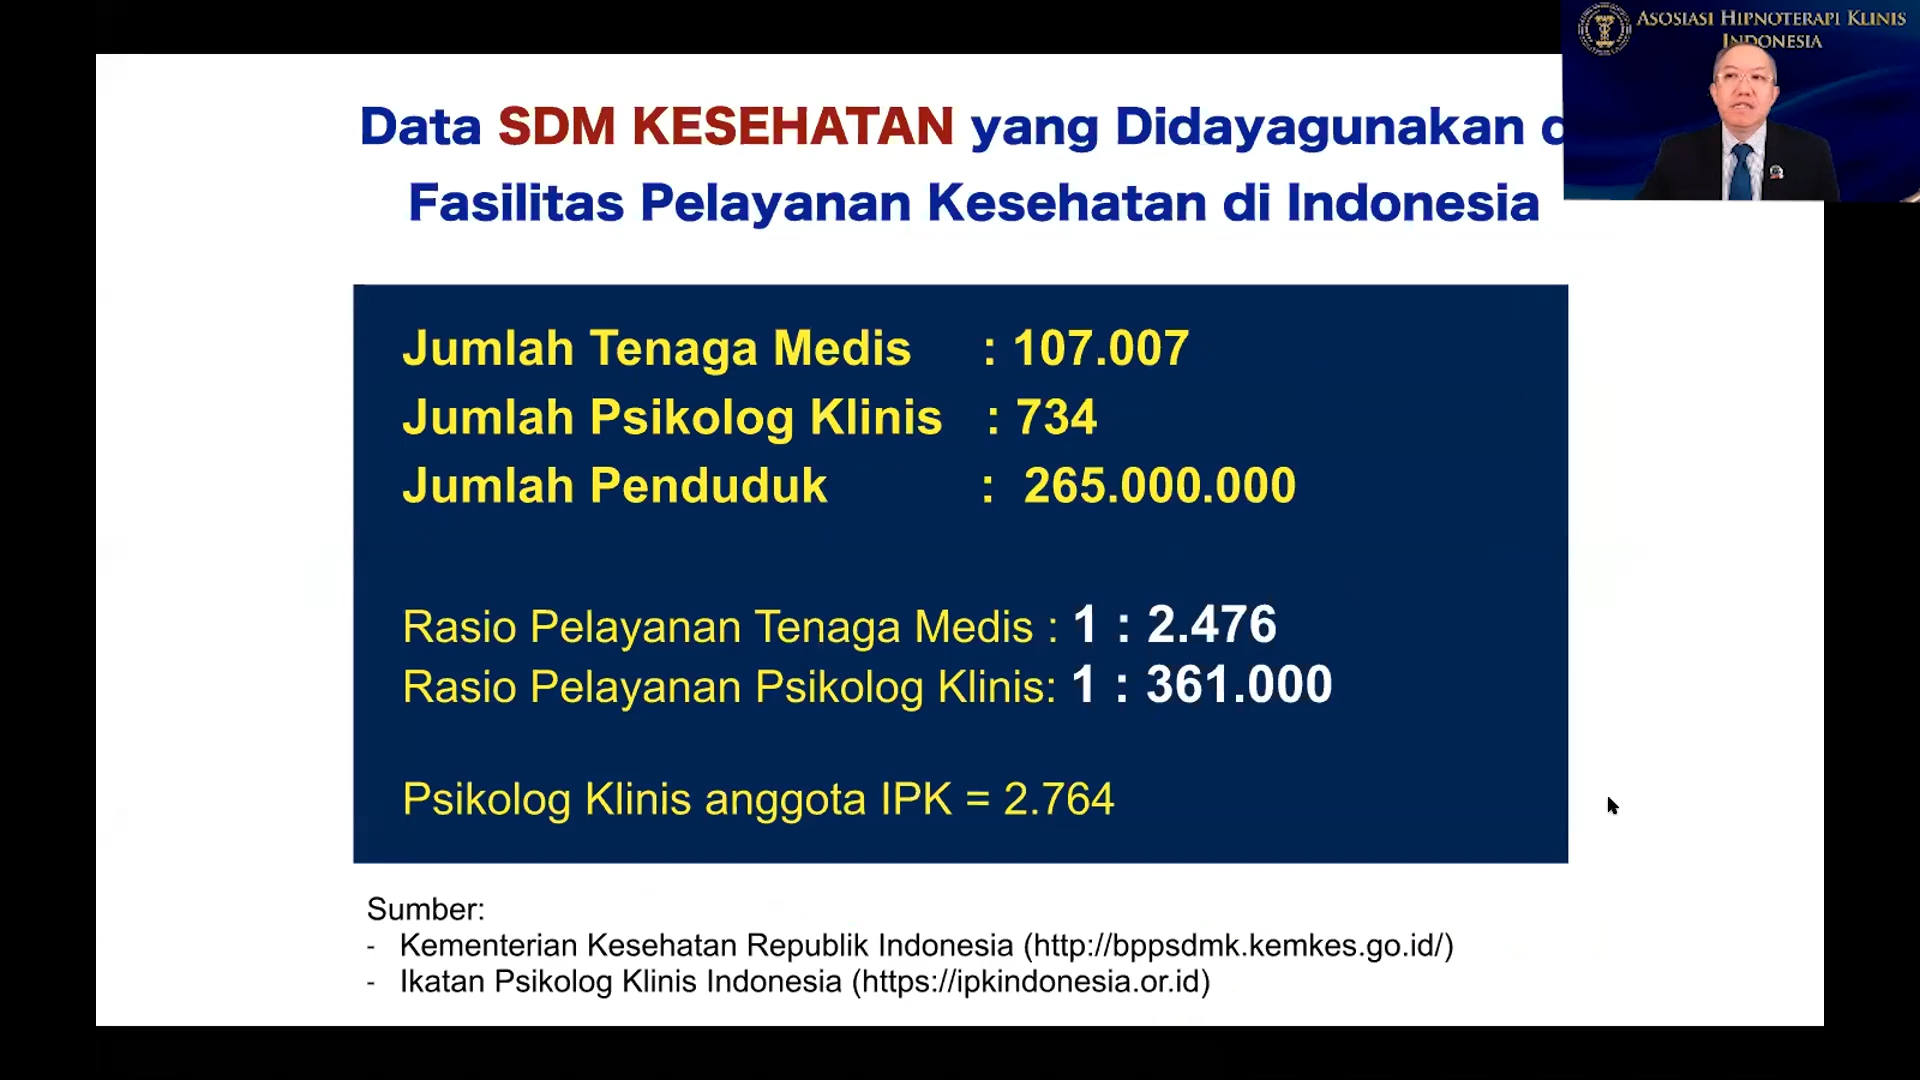 ASOSIASI HIPNOTERAPI KLINIS
INDONESIA
Data SDM KESEHATAN yang Didayagunakan d
Fasilitas Pelayanan Kesehatan di Indonesia
Jumlah Tenaga Medis : 107.007
Jumlah Psikolog Klinis : 734
Jumlah Penduduk : 265.000.000
Rasio Pelayanan Tenaga Medis : 1 : 2.476
Rasio Pelayanan Psikolog Klinis: 1 : 361.000
Psikolog Klinis anggota IPK = 2.764
Sumber:
- Kementerian Kesehatan Republik Indonesia (http://bppsdmk.kemkes.go.id/)
- Ikatan Psikolog Klinis Indonesia (https://ipkindonesia.or.id)